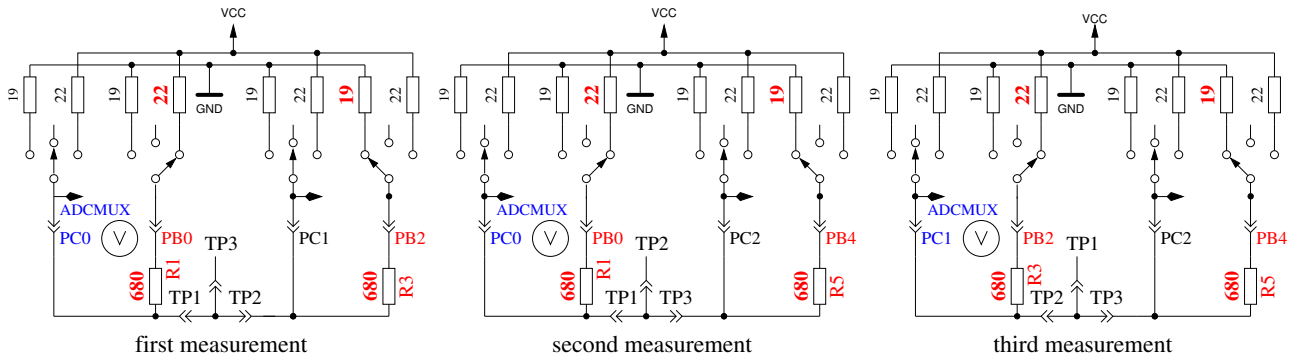 VCC
GND
19
22
19
22
19
22
19
22
ADCMUX
PC0
V
PB0
PC1
PB2
TP3
680
R1
680
R3
TP1
TP2
first measurement
VCC
GND
19
22
19
22
19
22
19
22
ADCMUX
PC0
V
PB0
PC2
PB4
TP2
680
R1
680
R5
TP1
TP3
second measurement
VCC
GND
19
22
19
22
19
22
19
22
ADCMUX
PC1
V
PB2
PC2
PB4
TP1
680
R3
680
R5
TP2
TP3
third measurement